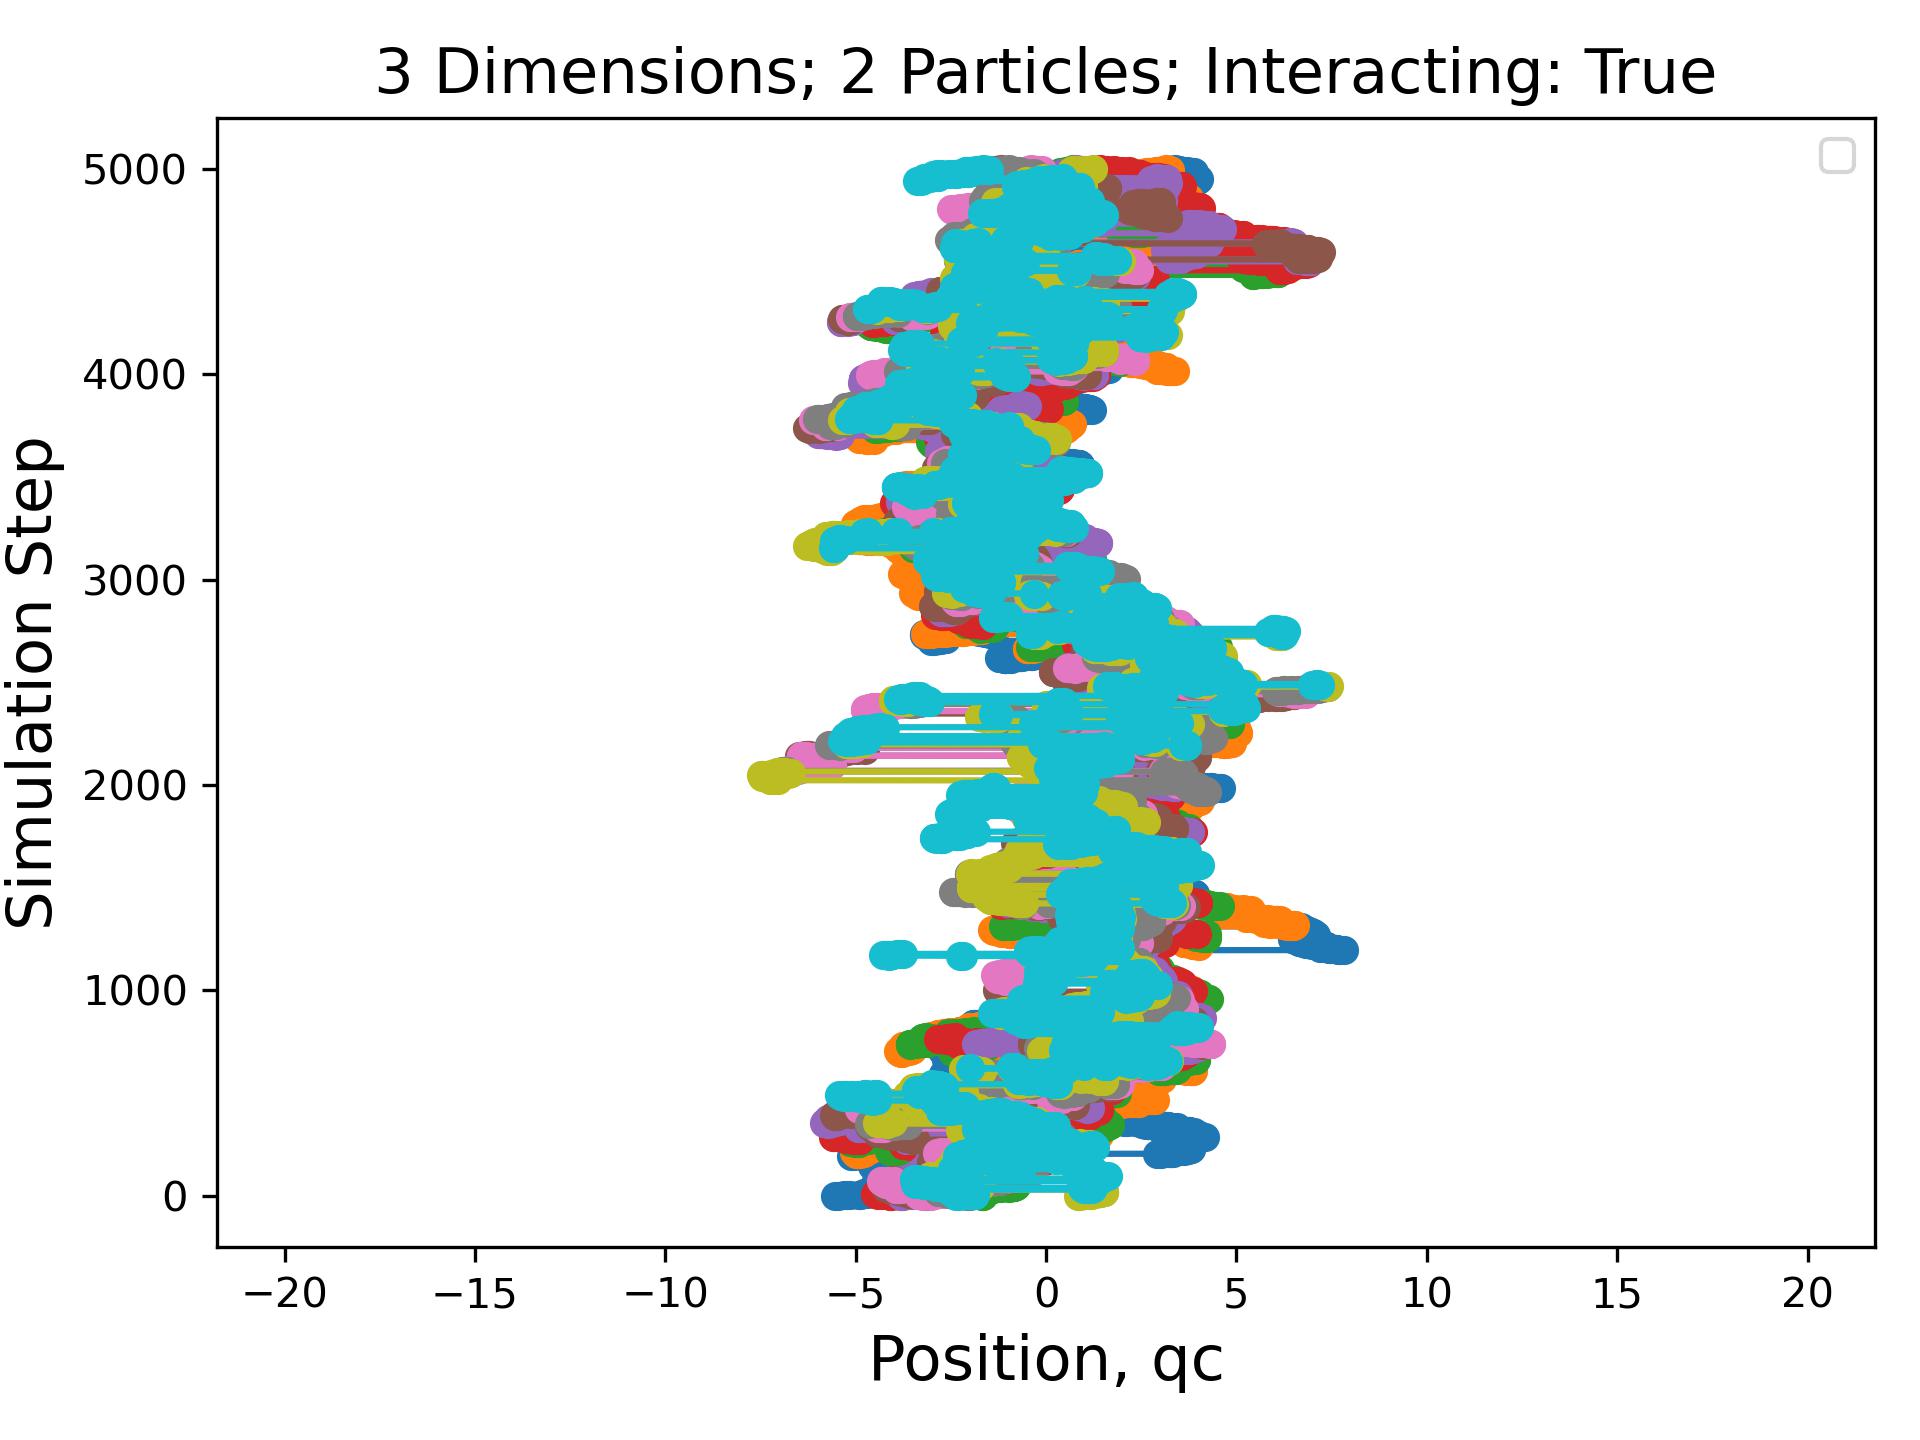 3 Dimensions; 2 Particles; Interacting: True
5000
4000
3000
2000
1000
0
Simulation Step
−20 −15 −10 −5 0 5 10 15 20
Position, qc